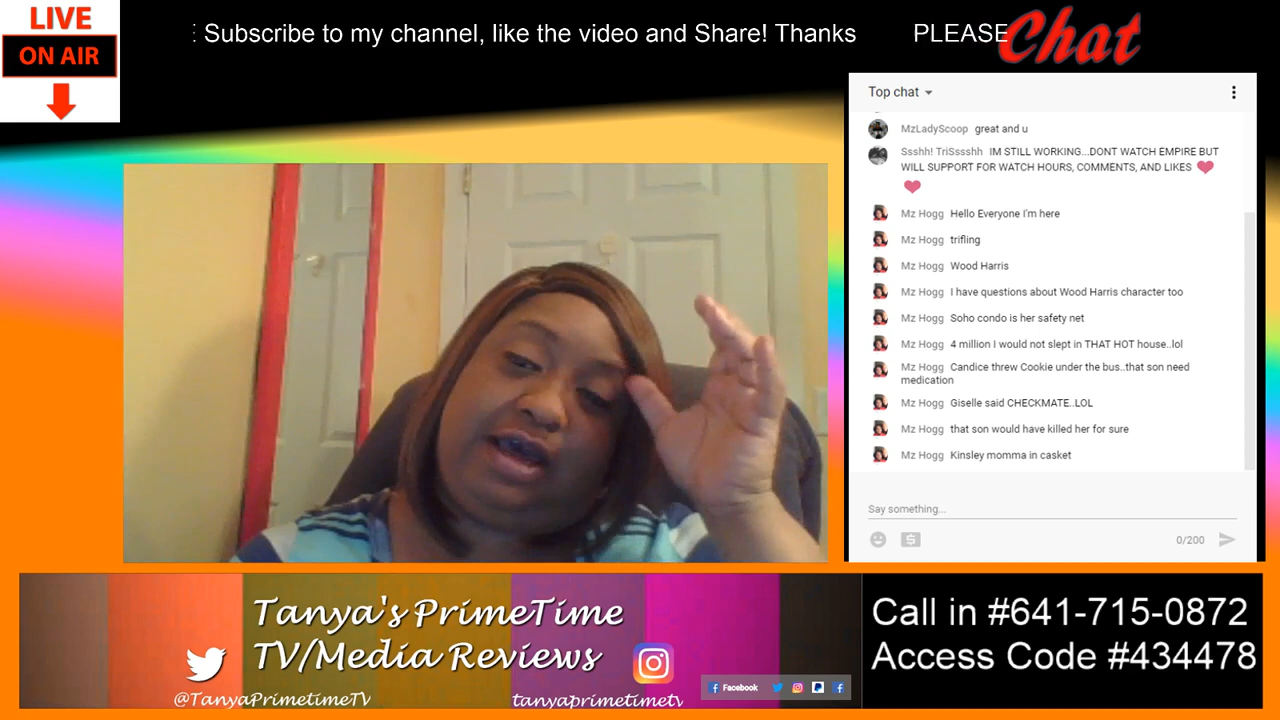 LIVE
ON AIR
: Subscribe to my channel, like the video and Share! Thanks PLEASE
Chat
Top chat
MzLadyScoop great and u
Ssshh! TriSsssshh IM STILL WORKING...DONT WATCH EMPIRE BUT
WILL SUPPORT FOR WATCH HOURS, COMMENTS, AND LIKES
Mz Hogg Hello Everyone I'm here
Mz Hogg trifling
Mz Hogg Wood Harris
Mz Hogg I have questions about Wood Harris character too
Mz Hogg Soho condo is her safety net
Mz Hogg 4 million I would not slept in THAT HOT house..lol
Mz Hogg Candice threw Cookie under the bus..that son need
medication
Mz Hogg Giselle said CHECKMATE..LOL
Mz Hogg that son would have killed her for sure
Mz Hogg Kinsley momma in casket
Say something...
0/200
Tanya's PrimeTime
TV/Media Reviews
@TanyaPrimetimeTV
tanyaprimetimetv
Facebook
Call in #641-715-0872
Access Code #434478